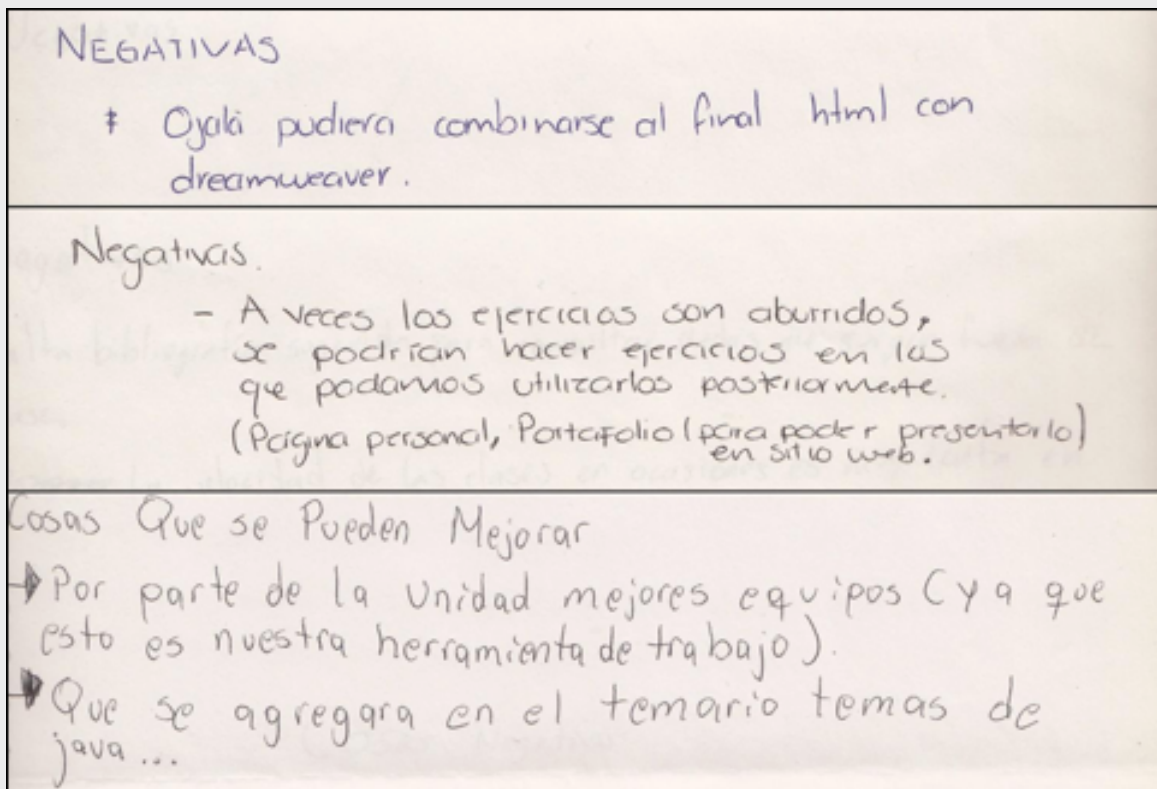 NEGATIVAS
* Ojalá pudiera combinarse al final html con
dreamweaver.
Negativas.
- A veces los ejercicios son aburridos,
se podrían hacer ejercicios en las
que podamos utilizarlos posteriormente.
(Página personal, Portafolio (para poder presentarlo)
en sitio web.
Cosas Que se Pueden Mejorar
→ Por parte de la Unidad mejores equipos (ya que
esto es nuestra herramienta de trabajo).
→ Que se agregara en el temario temas de
java...